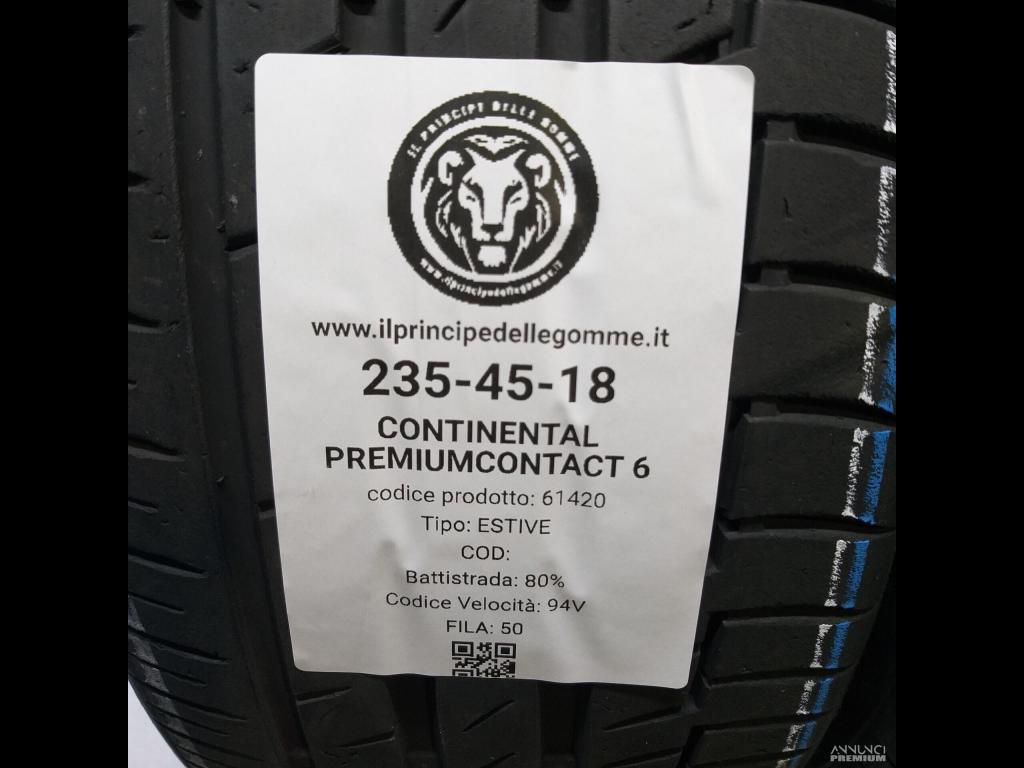 IL PRINCIPE DELLE GOMME
www.ilprincipedellegomme.it
www.ilprincipedellegomme.it
235-45-18
CONTINENTAL
PREMIUMCONTACT 6
codice prodotto: 61420
Tipo: ESTIVE
COD:
Battistrada: 80%
Codice Velocità: 94V
FILA: 50
ANNUNCI
PREMIUM